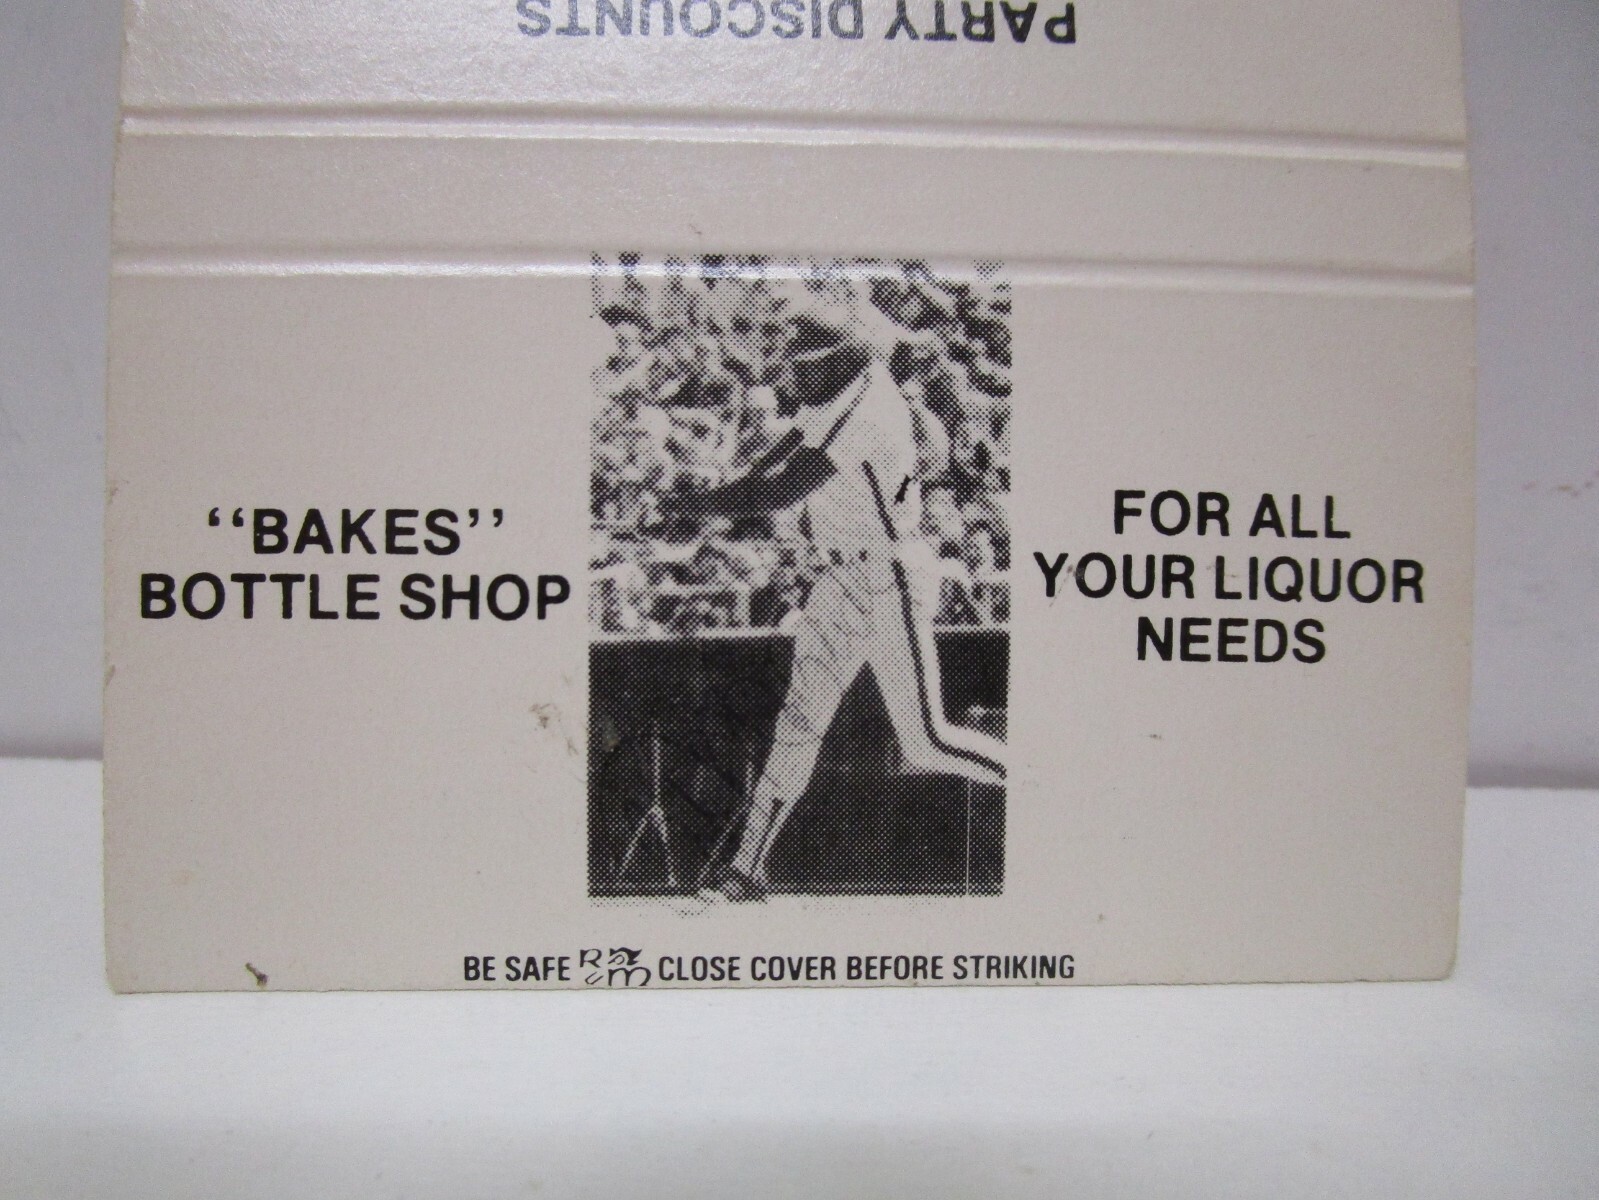 PARTY DISCOUNTS
‘‘BAKES’’
BOTTLE SHOP
FOR ALL
YOUR LIQUOR
NEEDS
BE SAFE CLOSE COVER BEFORE STRIKING